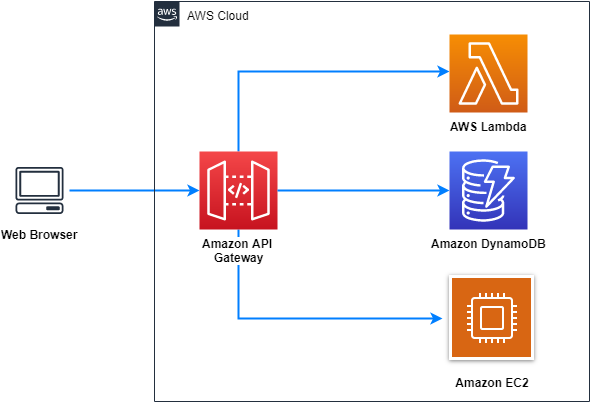 aws
AWS Cloud
AWS Lambda
Web Browser
</>
Amazon API
Gateway
Amazon DynamoDB
Amazon EC2